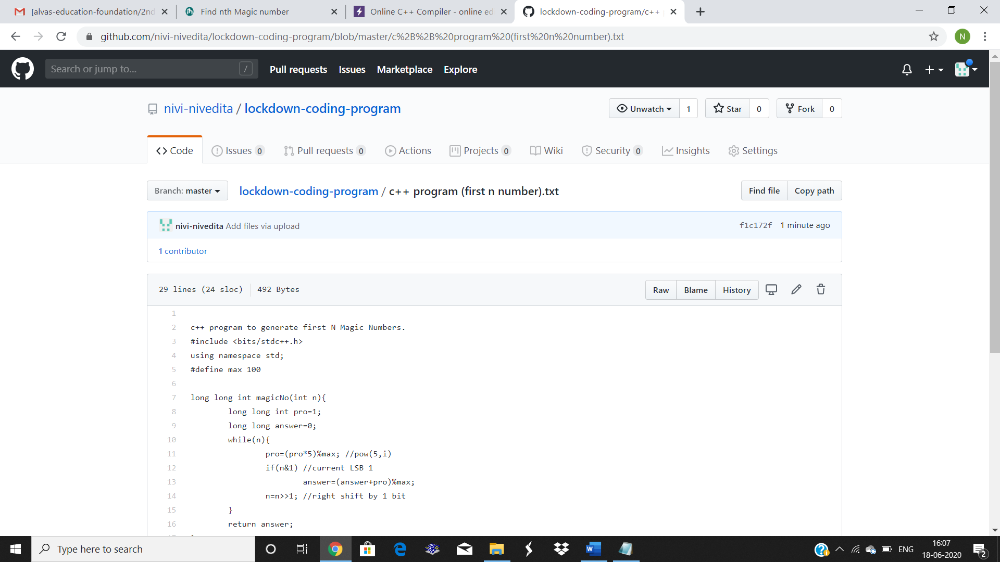 [alvas-education-foundation/2nd
Find nth Magic number
Online C++ Compiler - online ed
lockdown-coding-program/c++
github.com/nivi-nivedita/lockdown-coding-program/blob/master/c%2B%2B%20program%20(first%20n%20number).txt
N
Search or jump to...
/
Pull requests
Issues
Marketplace
Explore
nivi-nivedita / lockdown-coding-program
Unwatch 1
Star 0
Fork 0
Code
Issues 0
Pull requests 0
Actions
Projects 0
Wiki
Security 0
Insights
Settings
Branch: master
lockdown-coding-program / c++ program (first n number).txt
Find file
Copy path
nivi-nivedita Add files via upload
f1c172f 1 minute ago
1 contributor
29 lines (24 sloc) 492 Bytes
Raw
Blame
History
1
2 c++ program to generate first N Magic Numbers.
3 #include <bits/stdc++.h>
4 using namespace std;
5 #define max 100
6
7 long long int magicNo(int n){
8 long long int pro=1;
9 long long answer=0;
10 while(n){
11 pro=(pro*5)%max; //pow(5,i)
12 if(n&1) //current LSB 1
13 answer=(answer+pro)%max;
14 n=n>>1; //right shift by 1 bit
15 }
16 return answer;
Type here to search
ENG
16:07
18-06-2020
2